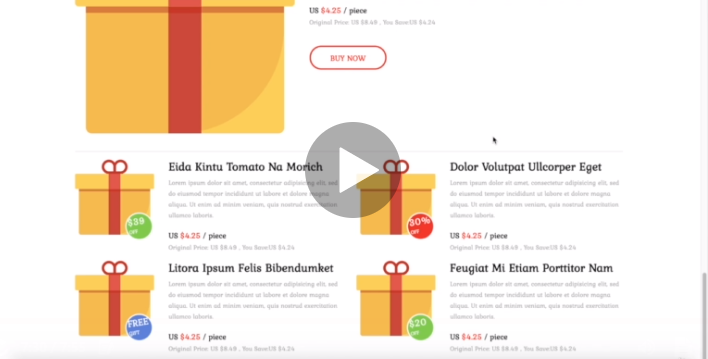 US $4.25 / piece
Original Price: US $8.49 , You Save:US $4.24
BUY NOW
Eida Kintu Tomato Na Morich
Lorem ipsum dolor sit amet, consectetur adipisicing elit, sed
do eiusmod tempor incididunt ut labore et dolore magna
aliqua. Ut enim ad minim veniam, quis nostrud exercitation
ullamco laboris.
$39
OFF
US $4.25 / piece
Original Price: US $8.49 , You Save:US $4.24
Dolor Volutpat Ullcorper Eget
Lorem ipsum dolor sit amet, consectetur adipisicing elit, sed
do eiusmod tempor incididunt ut labore et dolore magna
aliqua. Ut enim ad minim veniam, quis nostrud exercitation
ullamco laboris.
30%
OFF
US $4.25 / piece
Original Price: US $8.49 , You Save:US $4.24
Litora Ipsum Felis Bibendumket
Lorem ipsum dolor sit amet, consectetur adipisicing elit, sed
do eiusmod tempor incididunt ut labore et dolore magna
aliqua. Ut enim ad minim veniam, quis nostrud exercitation
ullamco laboris.
FREE
GIFT
US $4.25 / piece
Original Price: US $8.49 , You Save:US $4.24
Feugiat Mi Etiam Porttitor Nam
Lorem ipsum dolor sit amet, consectetur adipisicing elit, sed
do eiusmod tempor incididunt ut labore et dolore magna
aliqua. Ut enim ad minim veniam, quis nostrud exercitation
ullamco laboris.
$20
OFF
US $4.25 / piece
Original Price: US $8.49 , You Save:US $4.24